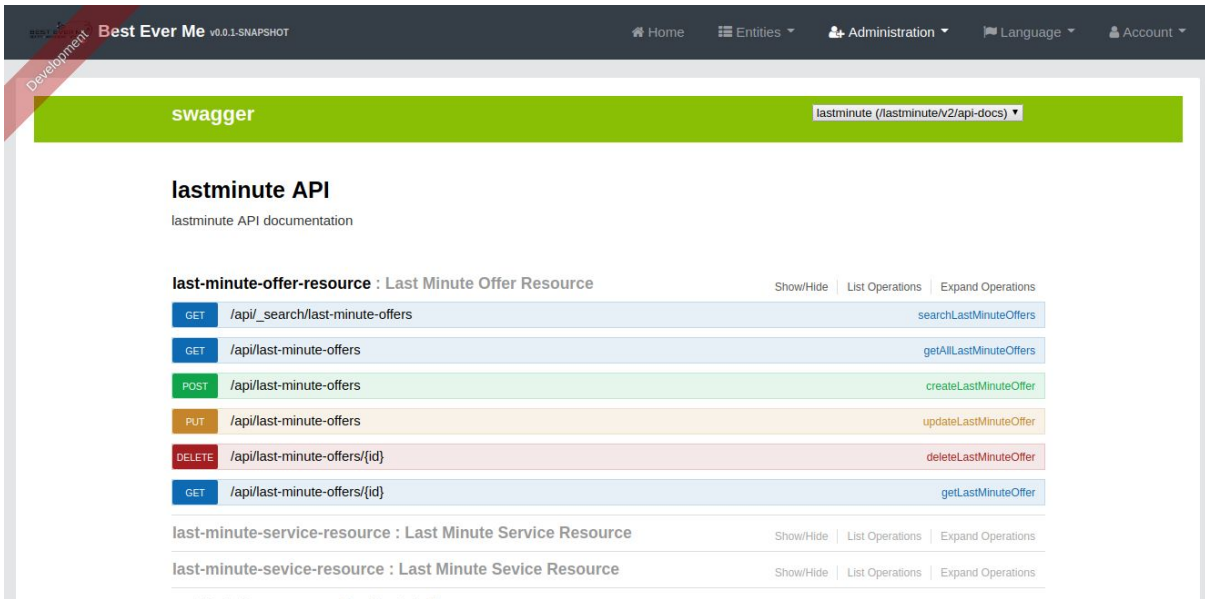 Best Ever Me v0.0.1-SNAPSHOT
Home
Entities
Administration
Language
Account
Development
swagger
lastminute (/lastminute/v2/api-docs)
lastminute API
lastminute API documentation
last-minute-offer-resource : Last Minute Offer Resource
Show/Hide
List Operations
Expand Operations
GET /api/_search/last-minute-offers searchLastMinuteOffers
GET /api/last-minute-offers getAllLastMinuteOffers
POST /api/last-minute-offers createLastMinuteOffer
PUT /api/last-minute-offers updateLastMinuteOffer
DELETE /api/last-minute-offers/{id} deleteLastMinuteOffer
GET /api/last-minute-offers/{id} getLastMinuteOffer
last-minute-service-resource : Last Minute Service Resource
Show/Hide
List Operations
Expand Operations
last-minute-sevice-resource : Last Minute Sevice Resource
Show/Hide
List Operations
Expand Operations